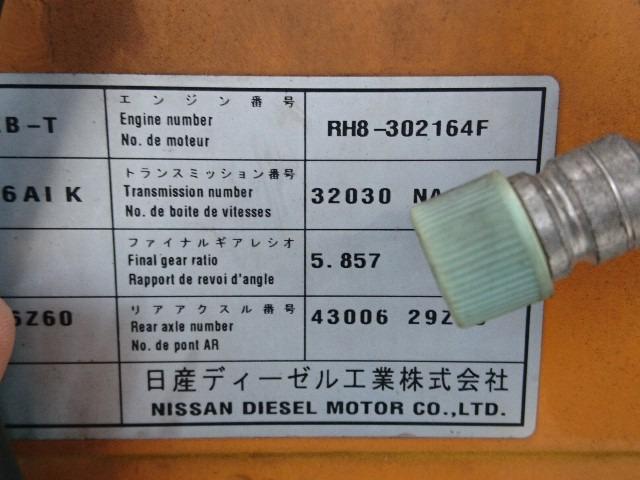 B-T
エンジン番号
Engine number
No. de moteur
RH8-302164F
6AI K
トランスミッション番号
Transmission number
No. de boite de vitesses
32030 NA
ファイナルギアレシオ
Final gear ratio
Rapport de revoi d'angle
5.857
6Z60
リアアクスル番号
Rear axle number
No. de pont AR
43006 29Z
日産ディーゼル工業株式会社
NISSAN DIESEL MOTOR CO.,LTD.